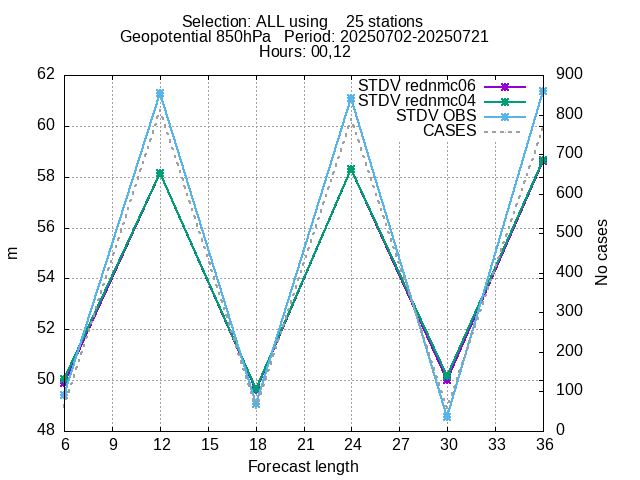 Selection: ALL using    25 stations
Geopotential 850hPa   Period: 20250702-20250721
Hours: 00,12
STDV rednmc06
STDV rednmc04
STDV OBS
CASES
62
60
58
56
54
52
50
48
m
900
800
700
600
500
400
300
200
100
0
No cases
6 9 12 15 18 21 24 27 30 33 36
Forecast length